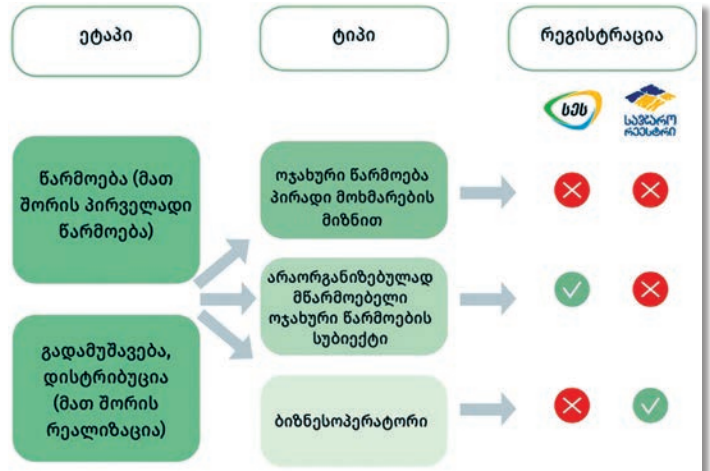 ეტაპი
ტიპი
რეგისტრაცია
სეს
საჯარო
რეესტრი
წარმოება (მათ
შორის პირველადი
წარმოება)
ოჯახური წარმოება
პირადი მოხმარების
მიზნით
არაორგანიზებულად
მწარმოებელი
ოჯახური წარმოების
სუბიექტი
გადამუშავება,
დისტრიბუცია
(მათ შორის
რეალიზაცია)
ბიზნესოპერატორი